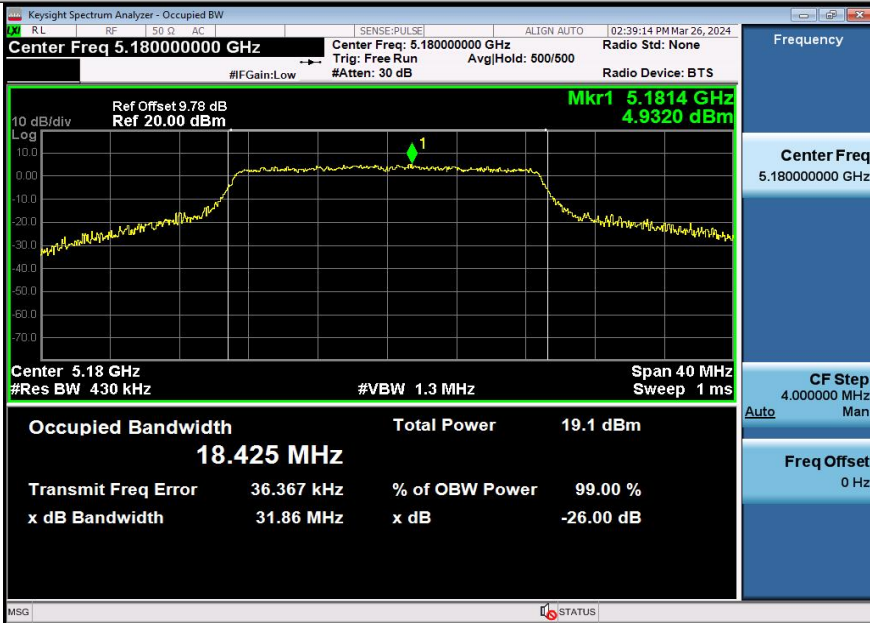 Keysight Spectrum Analyzer - Occupied BW
LXI RL RF 50 Ω AC SENSE:PULSE ALIGN AUTO 02:39:14 PM Mar 26, 2024
Center Freq 5.180000000 GHz
Center Freq: 5.180000000 GHz
Radio Std: None
Trig: Free Run Avg|Hold: 500/500
#IFGain:Low #Atten: 30 dB
Radio Device: BTS
Ref Offset 9.78 dB
10 dB/div Ref 20.00 dBm
Mkr1 5.1814 GHz
4.9320 dBm
Log
10.0
0.00
-10.0
-20.0
-30.0
-40.0
-50.0
-60.0
-70.0
1
Center 5.18 GHz Span 40 MHz
#Res BW 430 kHz #VBW 1.3 MHz Sweep 1 ms
Occupied Bandwidth Total Power 19.1 dBm
18.425 MHz
Transmit Freq Error 36.367 kHz % of OBW Power 99.00 %
x dB Bandwidth 31.86 MHz x dB -26.00 dB
Frequency
Center Freq
5.180000000 GHz
CF Step
4.000000 MHz
Auto Man
Freq Offset
0 Hz
MSG STATUS